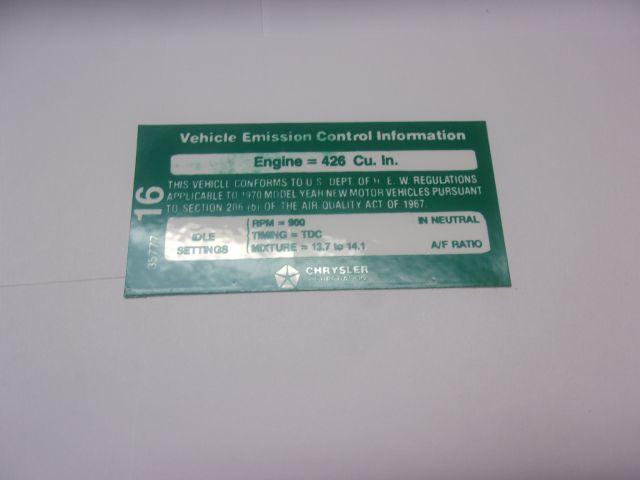 Vehicle Emission Control Information
Engine = 426 Cu. In.
THIS VEHICLE CONFORMS TO U.S. DEPT. OF H.E.W. REGULATIONS
APPLICABLE TO 1970 MODEL YEAR NEW MOTOR VEHICLES PURSUANT
TO SECTION 206 (b) OF THE AIR QUALITY ACT OF 1967.
IDLE
SETTINGS
RPM = 900 IN NEUTRAL
TIMING = TDC
MIXTURE = 13.7 to 14.1 A/F RATIO
CHRYSLER
CORPORATION
16